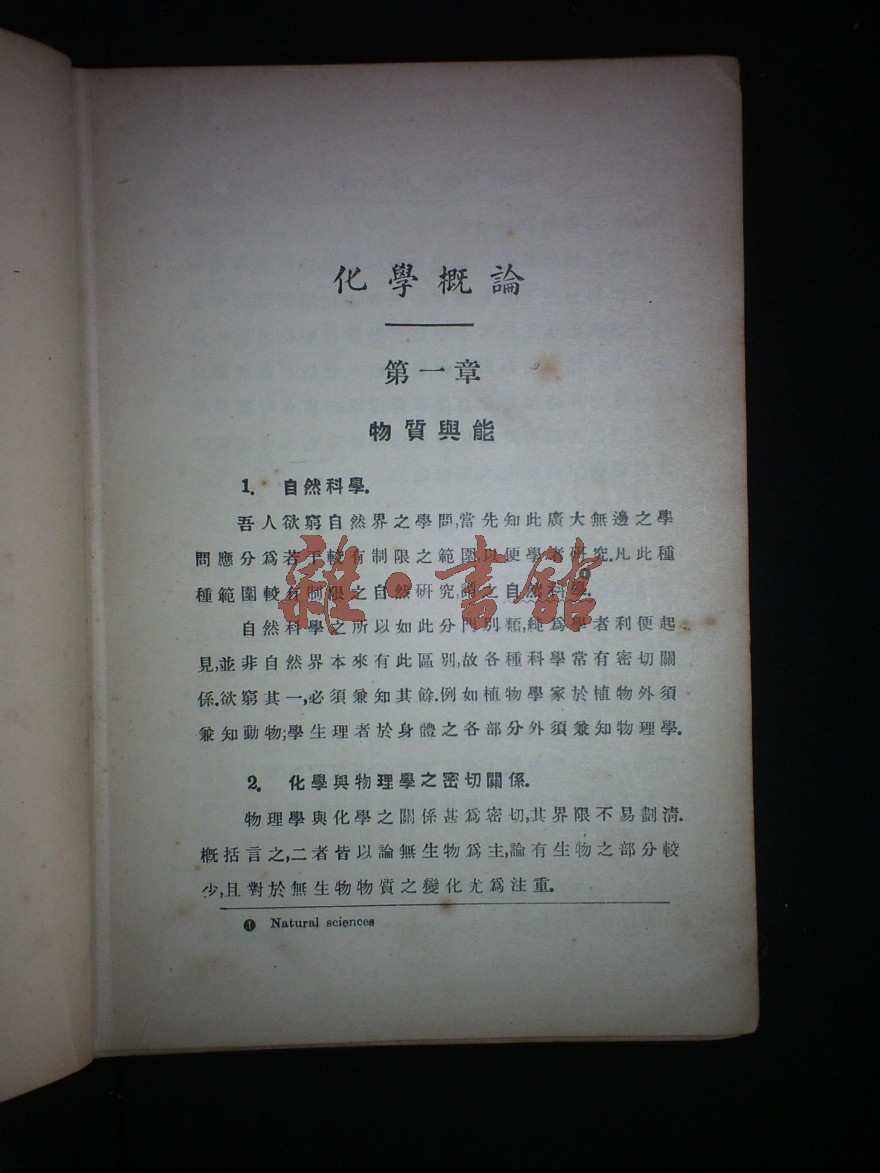 化學概論
第一章
物質與能
1. 自然科學.
吾人欲窮自然界之學問,當先知此廣大無邊之學
問應分爲若干較有制限之範圍,以便學者研究.凡此種
種範圍較有制限之自然研究,謂之自然科學.❶
自然科學之所以如此分門別類,純爲學者利便起
見,並非自然界本來有此區別,故各種科學常有密切關
係.欲窮其一,必須兼知其餘.例如植物學家於植物外須
兼知動物;學生理者於身體之各部分外須兼知物理學.
2. 化學與物理學之密切關係.
物理學與化學之關係甚爲密切,其界限不易劃淸.
概括言之,二者皆以論無生物爲主,論有生物之部分較
少,且對於無生物物質之變化尤爲注重.
❶ Natural sciences
雜·書館